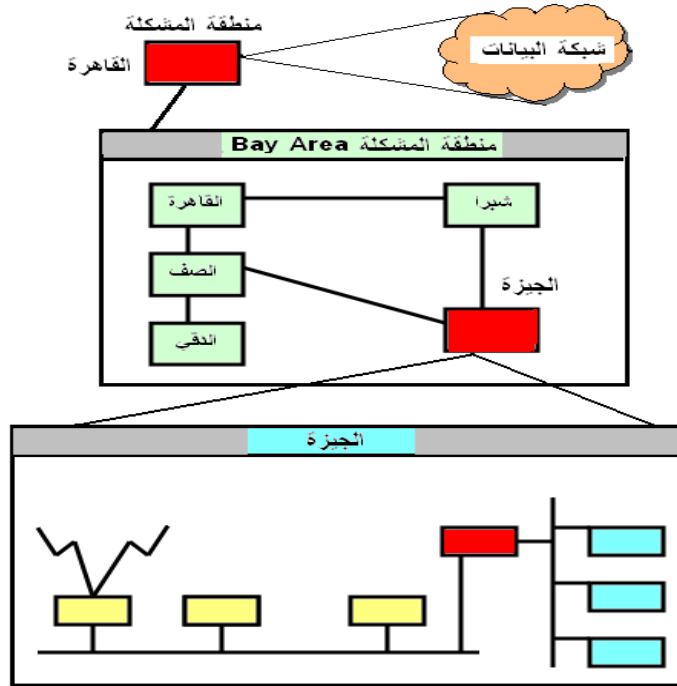 منطقة المشكلة
القاهرة
شبكة البيانات
منطقة المشكلة Bay Area
القاهرة
شبرا
الصف
الجيزة
الدقي
الجيزة